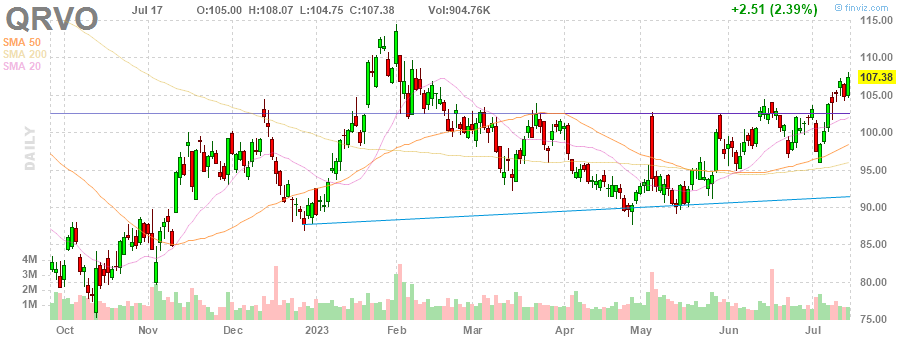 QRVO Jul 17 O:105.00 H:108.07 L:104.75 C:107.38 Vol:904.76K +2.51 (2.39%) © finviz.com
SMA 50
SMA 200
SMA 20
DAILY
115.00
110.00
107.38
105.00
100.00
95.00
90.00
85.00
80.00
75.00
4M
3M
2M
1M
Oct Nov Dec 2023 Feb Mar Apr May Jun Jul